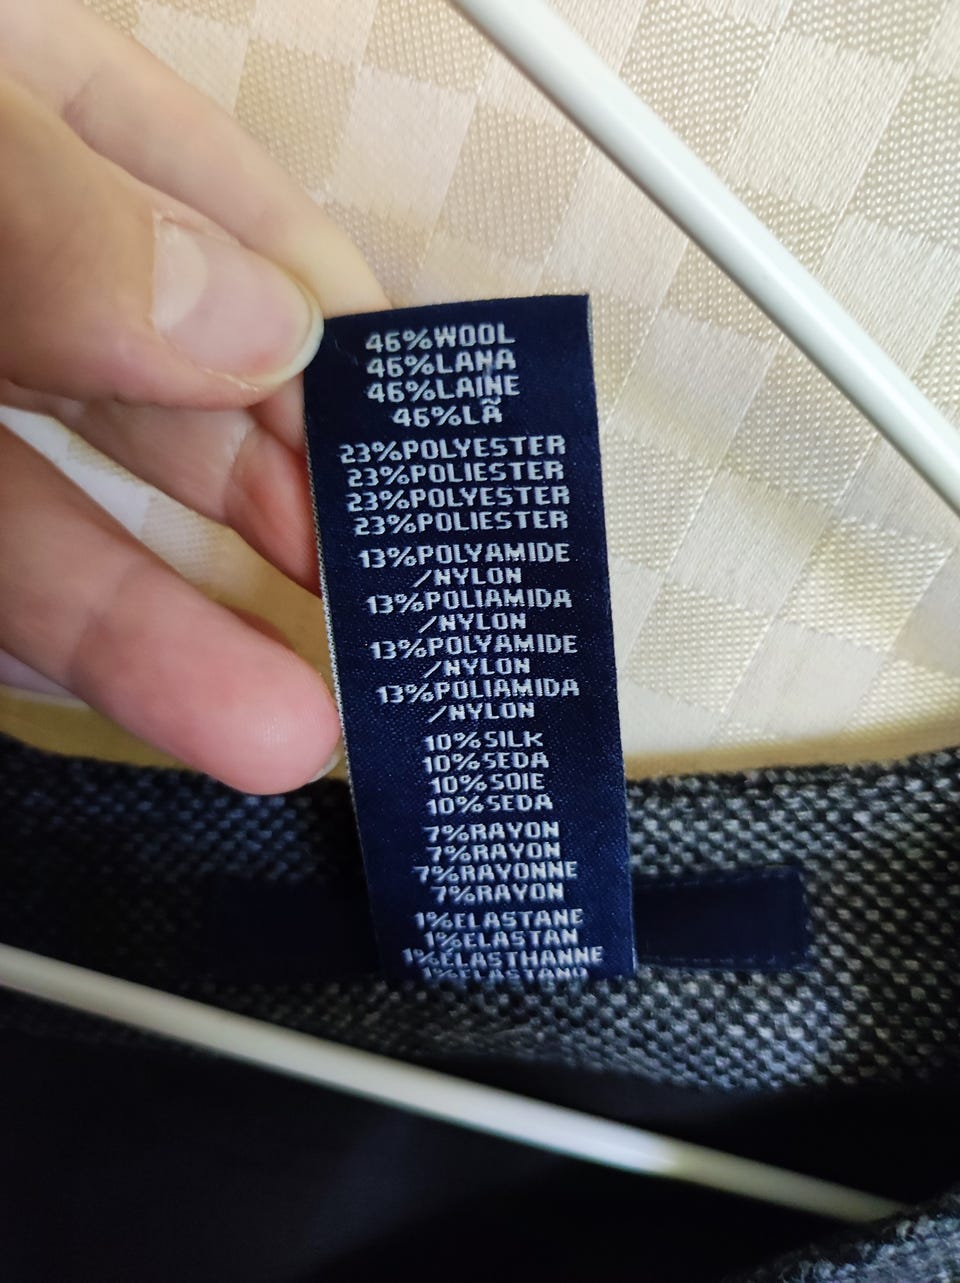 46%WOOL
46%LANA
46%LAINE
46%LÃ
23%POLYESTER
23%POLIESTER
23%POLYESTER
23%POLIESTER
13%POLYAMIDE
/NYLON
13%POLIAMIDA
/NYLON
13%POLYAMIDE
/NYLON
13%POLIAMIDA
/NYLON
10%SILK
10%SEDA
10%SOIE
10%SEDA
7%RAYON
7%RAYON
7%RAYONNE
7%RAYON
1%ELASTANE
1%ELASTAN
1%ELASTHANNE
1%ELASTANO